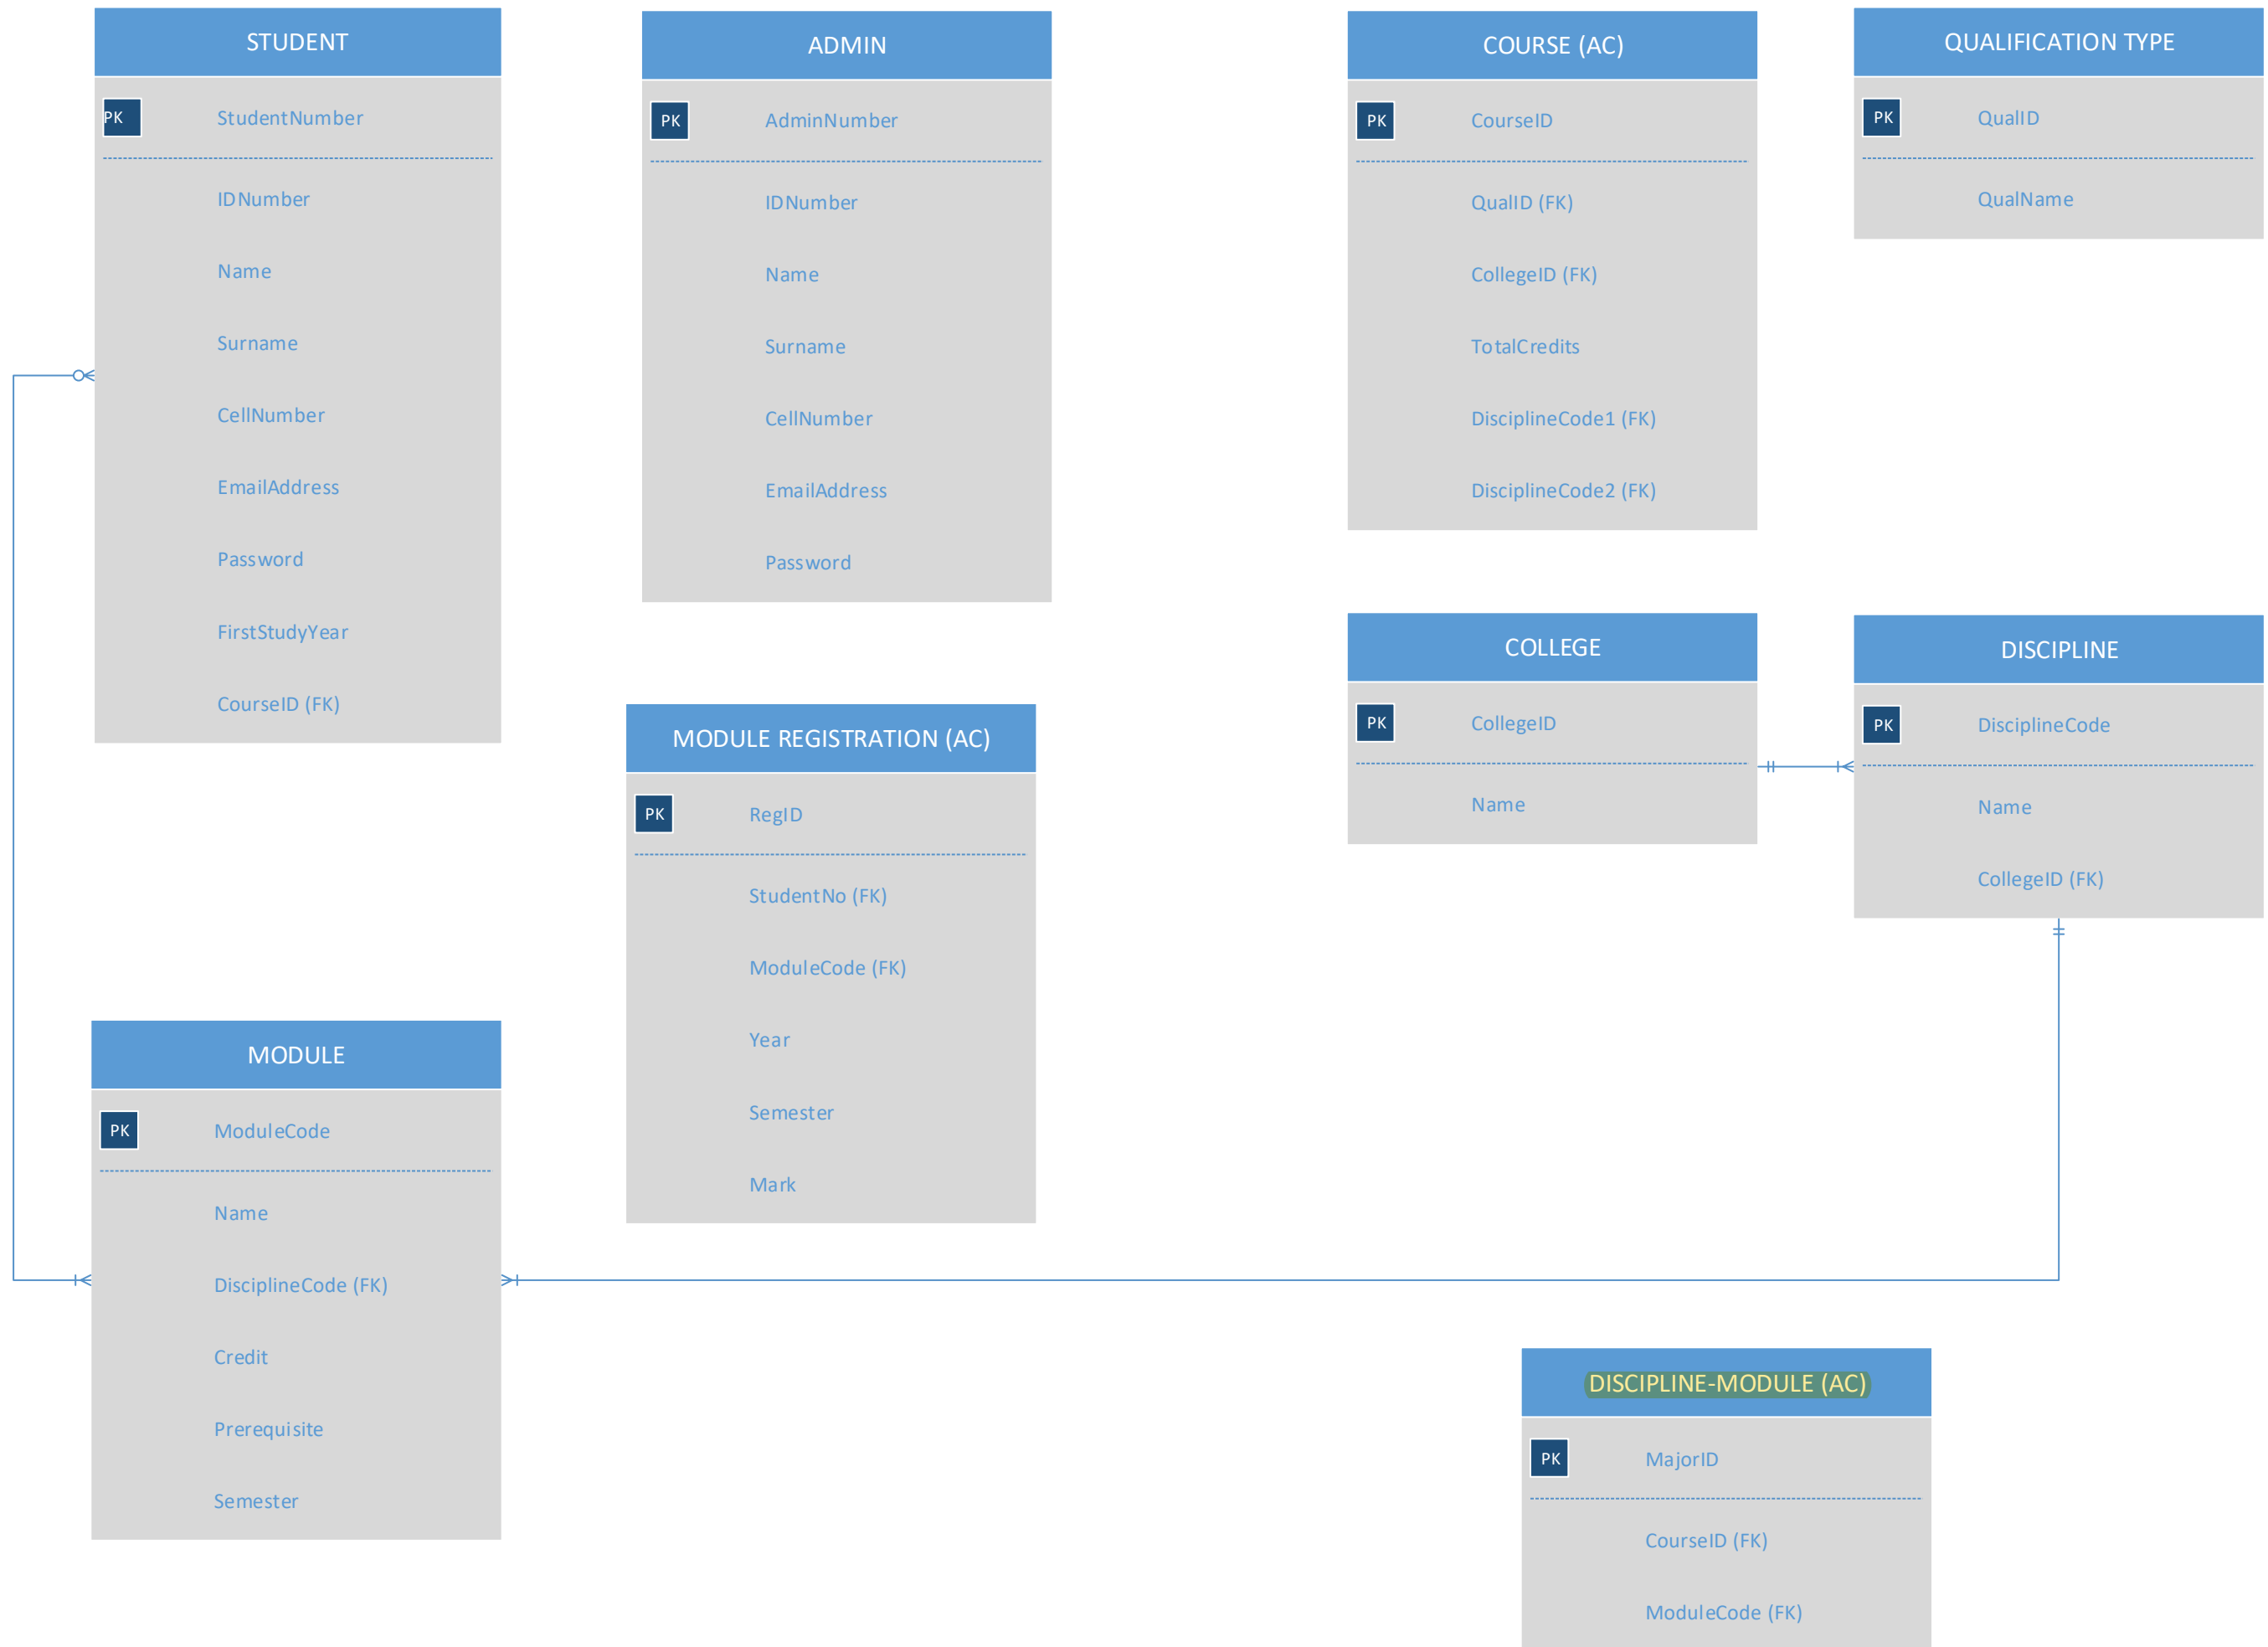 STUDENT
PK StudentNumber
IDNumber
Name
Surname
CellNumber
EmailAddress
Password
FirstStudyYear
CourseID (FK)
ADMIN
PK AdminNumber
IDNumber
Name
Surname
CellNumber
EmailAddress
Password
COURSE (AC)
PK CourseID
QualID (FK)
CollegeID (FK)
TotalCredits
DisciplineCode1 (FK)
DisciplineCode2 (FK)
QUALIFICATION TYPE
PK QualID
QualName
COLLEGE
PK CollegeID
Name
DISCIPLINE
PK DisciplineCode
Name
CollegeID (FK)
MODULE REGISTRATION (AC)
PK RegID
StudentNo (FK)
ModuleCode (FK)
Year
Semester
Mark
MODULE
PK ModuleCode
Name
DisciplineCode (FK)
Credit
Prerequisite
Semester
DISCIPLINE-MODULE (AC)
PK MajorID
CourseID (FK)
ModuleCode (FK)